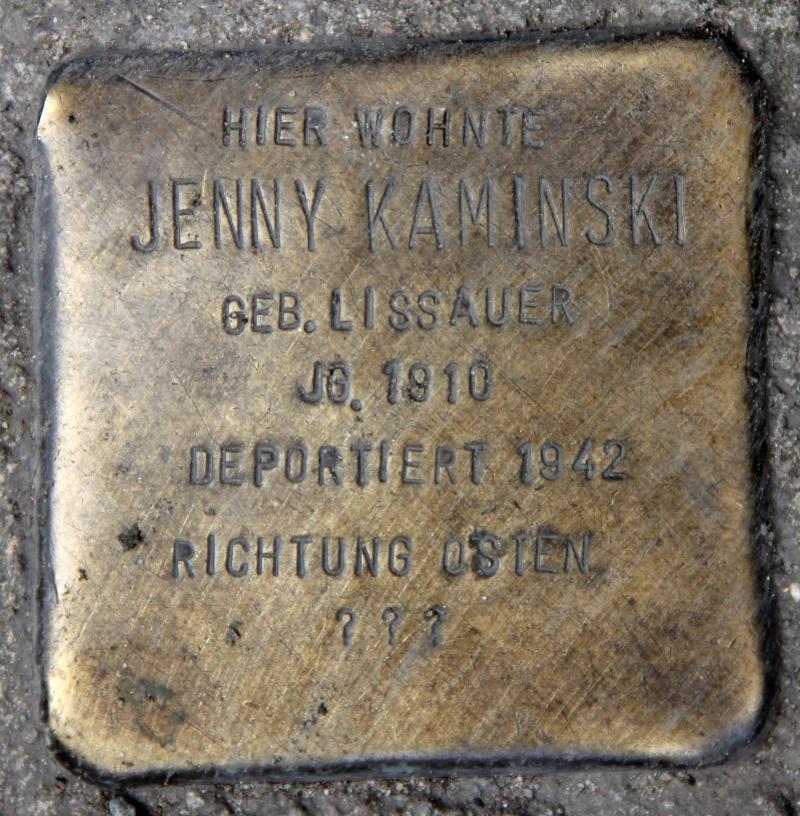 HIER WOHNTE
JENNY KAMINSKI
GEB. LISSAUER
JG. 1910
DEPORTIERT 1942
RICHTUNG OSTEN
???